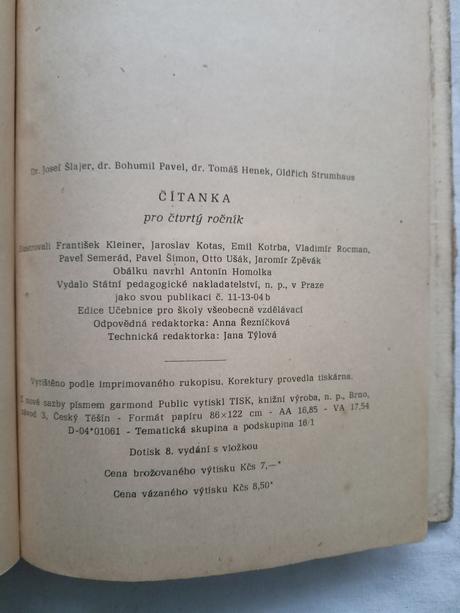 Dr. Josef Šlajer, dr. Bohumil Pavel, dr. Tomáš Henek, Oldřich Strumhaus
ČÍTANKA
pro čtvrtý ročník
Ilustrovali František Kleiner, Jaroslav Kotas, Emil Kotrba, Vladimír Rocman,
Pavel Semerád, Pavel Šimon, Otto Ušák, Jaromír Zpěvák
Obálku navrhl Antonín Homolka
Vydalo Státní pedagogické nakladatelství, n. p., v Praze
jako svou publikaci č. 11-13-04 b
Edice Učebnice pro školy všeobecně vzdělávací
Odpovědná redaktorka: Anna Řezníčková
Technická redaktorka: Jana Týlová
Vytištěno podle imprimovaného rukopisu. Korektury provedla tiskárna.
Z nové sazby písmem garmond Public vytiskl TISK, knižní výroba, n. p., Brno,
závod 3, Český Těšín - Formát papíru 86×122 cm - AA 16,85 - VA 17,54
D-04*01061 - Tematická skupina a podskupina 16/1
Dotisk 8. vydání s vložkou
Cena brožovaného výtisku Kčs 7,—*
Cena vázaného výtisku Kčs 8,50*